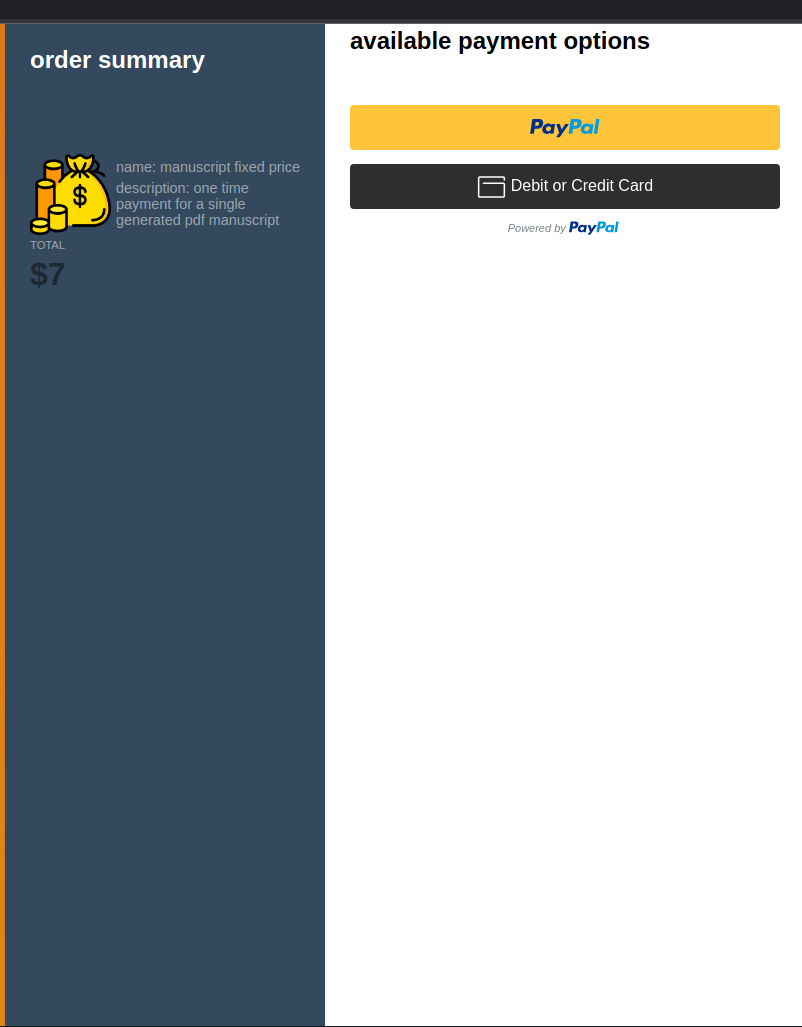 order summary
$
name: manuscript fixed price
description: one time
payment for a single
generated pdf manuscript
TOTAL
$7
available payment options
PayPal
Debit or Credit Card
Powered by PayPal